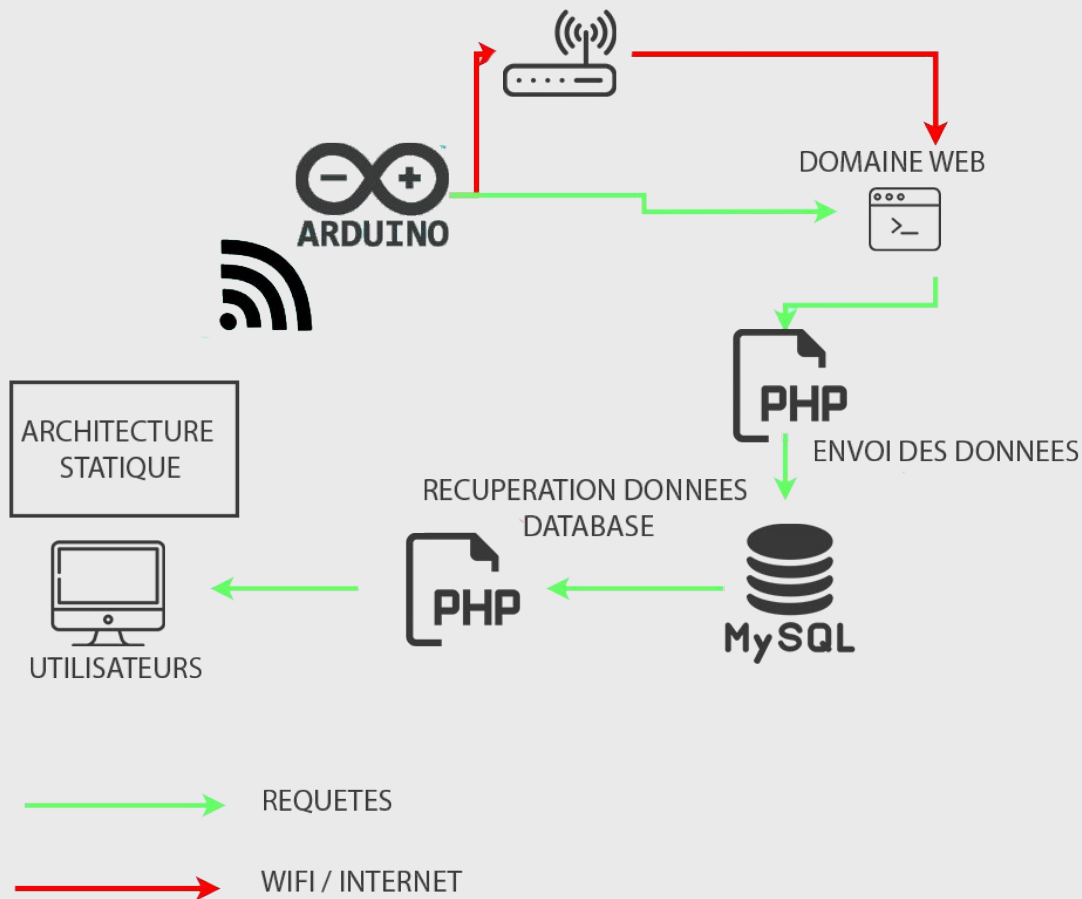 DOMAINE WEB
>_
ARDUINO
PHP
ENVOI DES DONNEES
ARCHITECTURE
STATIQUE
RECUPERATION DONNEES
DATABASE
PHP
MySQL
UTILISATEURS
REQUETES
WIFI / INTERNET